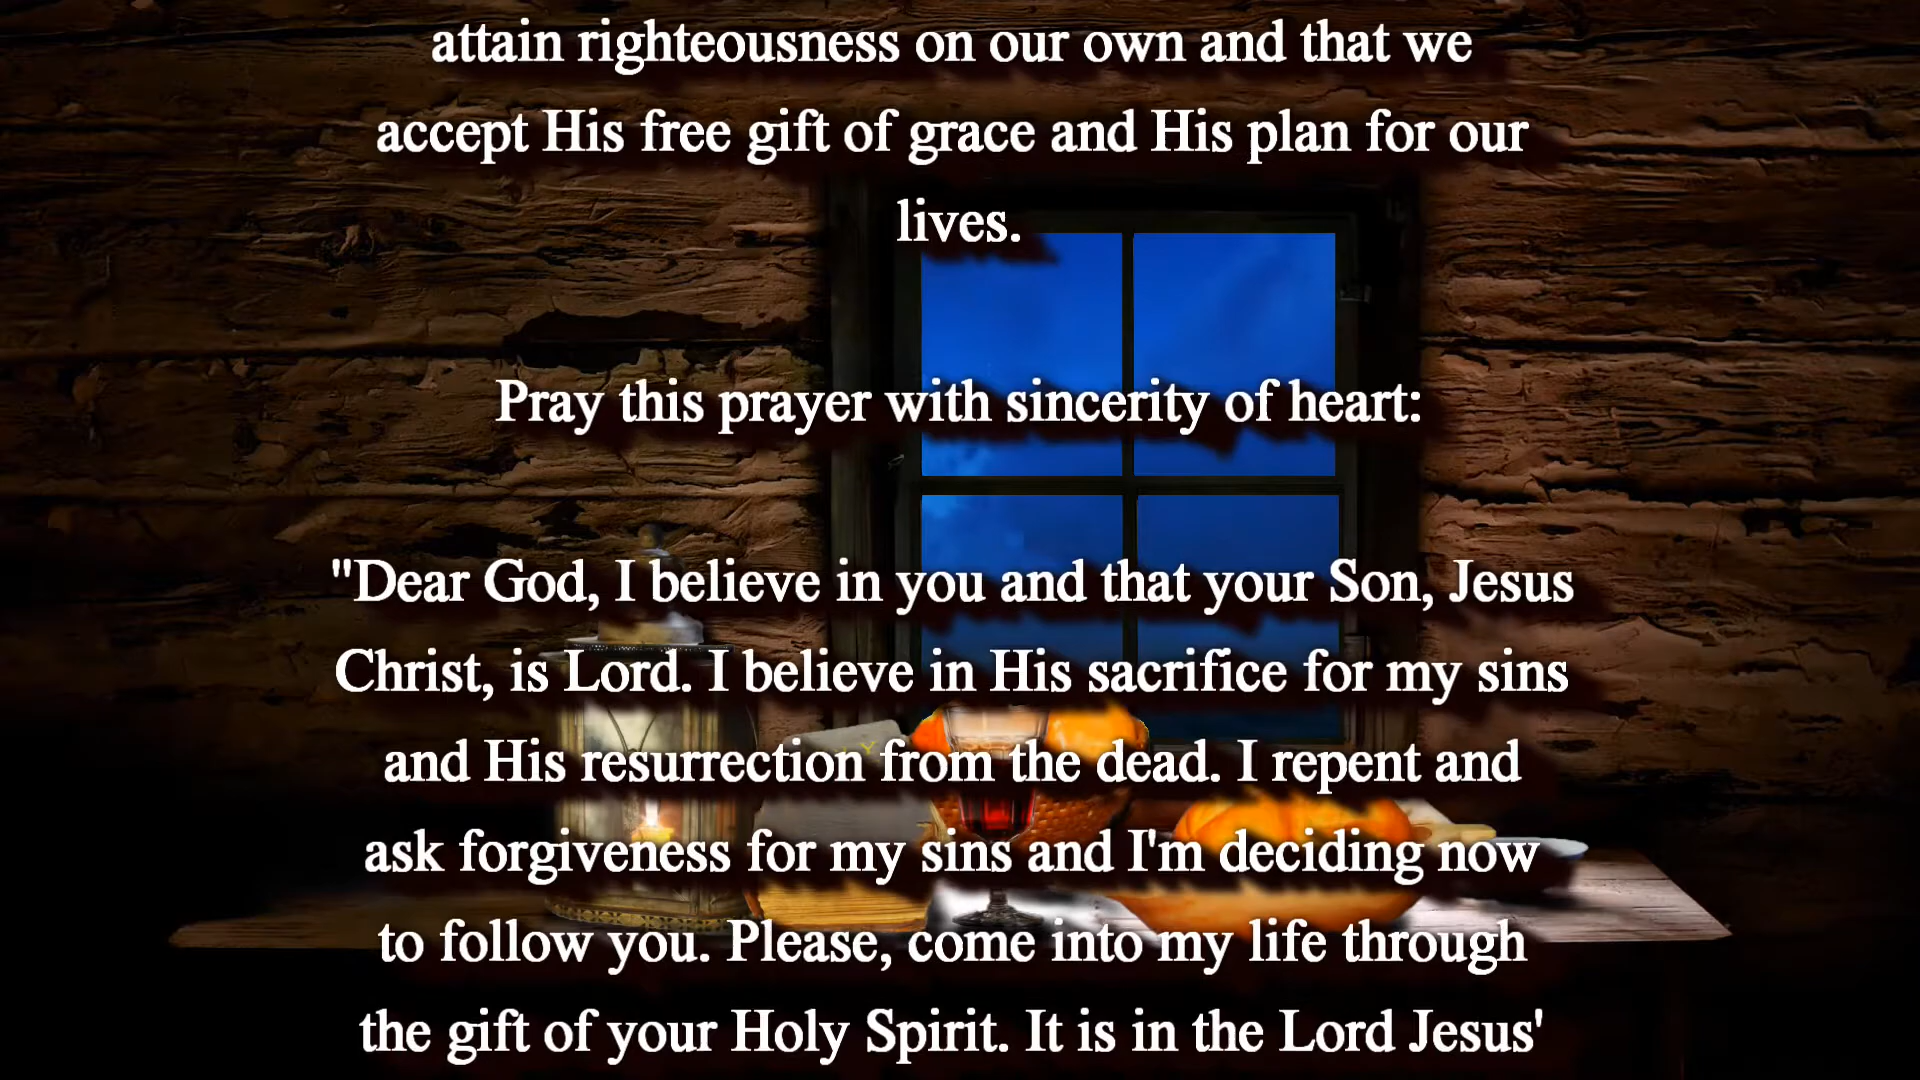 attain righteousness on our own and that we
accept His free gift of grace and His plan for our
lives.
Pray this prayer with sincerity of heart:
"Dear God, I believe in you and that your Son, Jesus
Christ, is Lord. I believe in His sacrifice for my sins
and His resurrection from the dead. I repent and
ask forgiveness for my sins and I'm deciding now
to follow you. Please, come into my life through
the gift of your Holy Spirit. It is in the Lord Jesus'